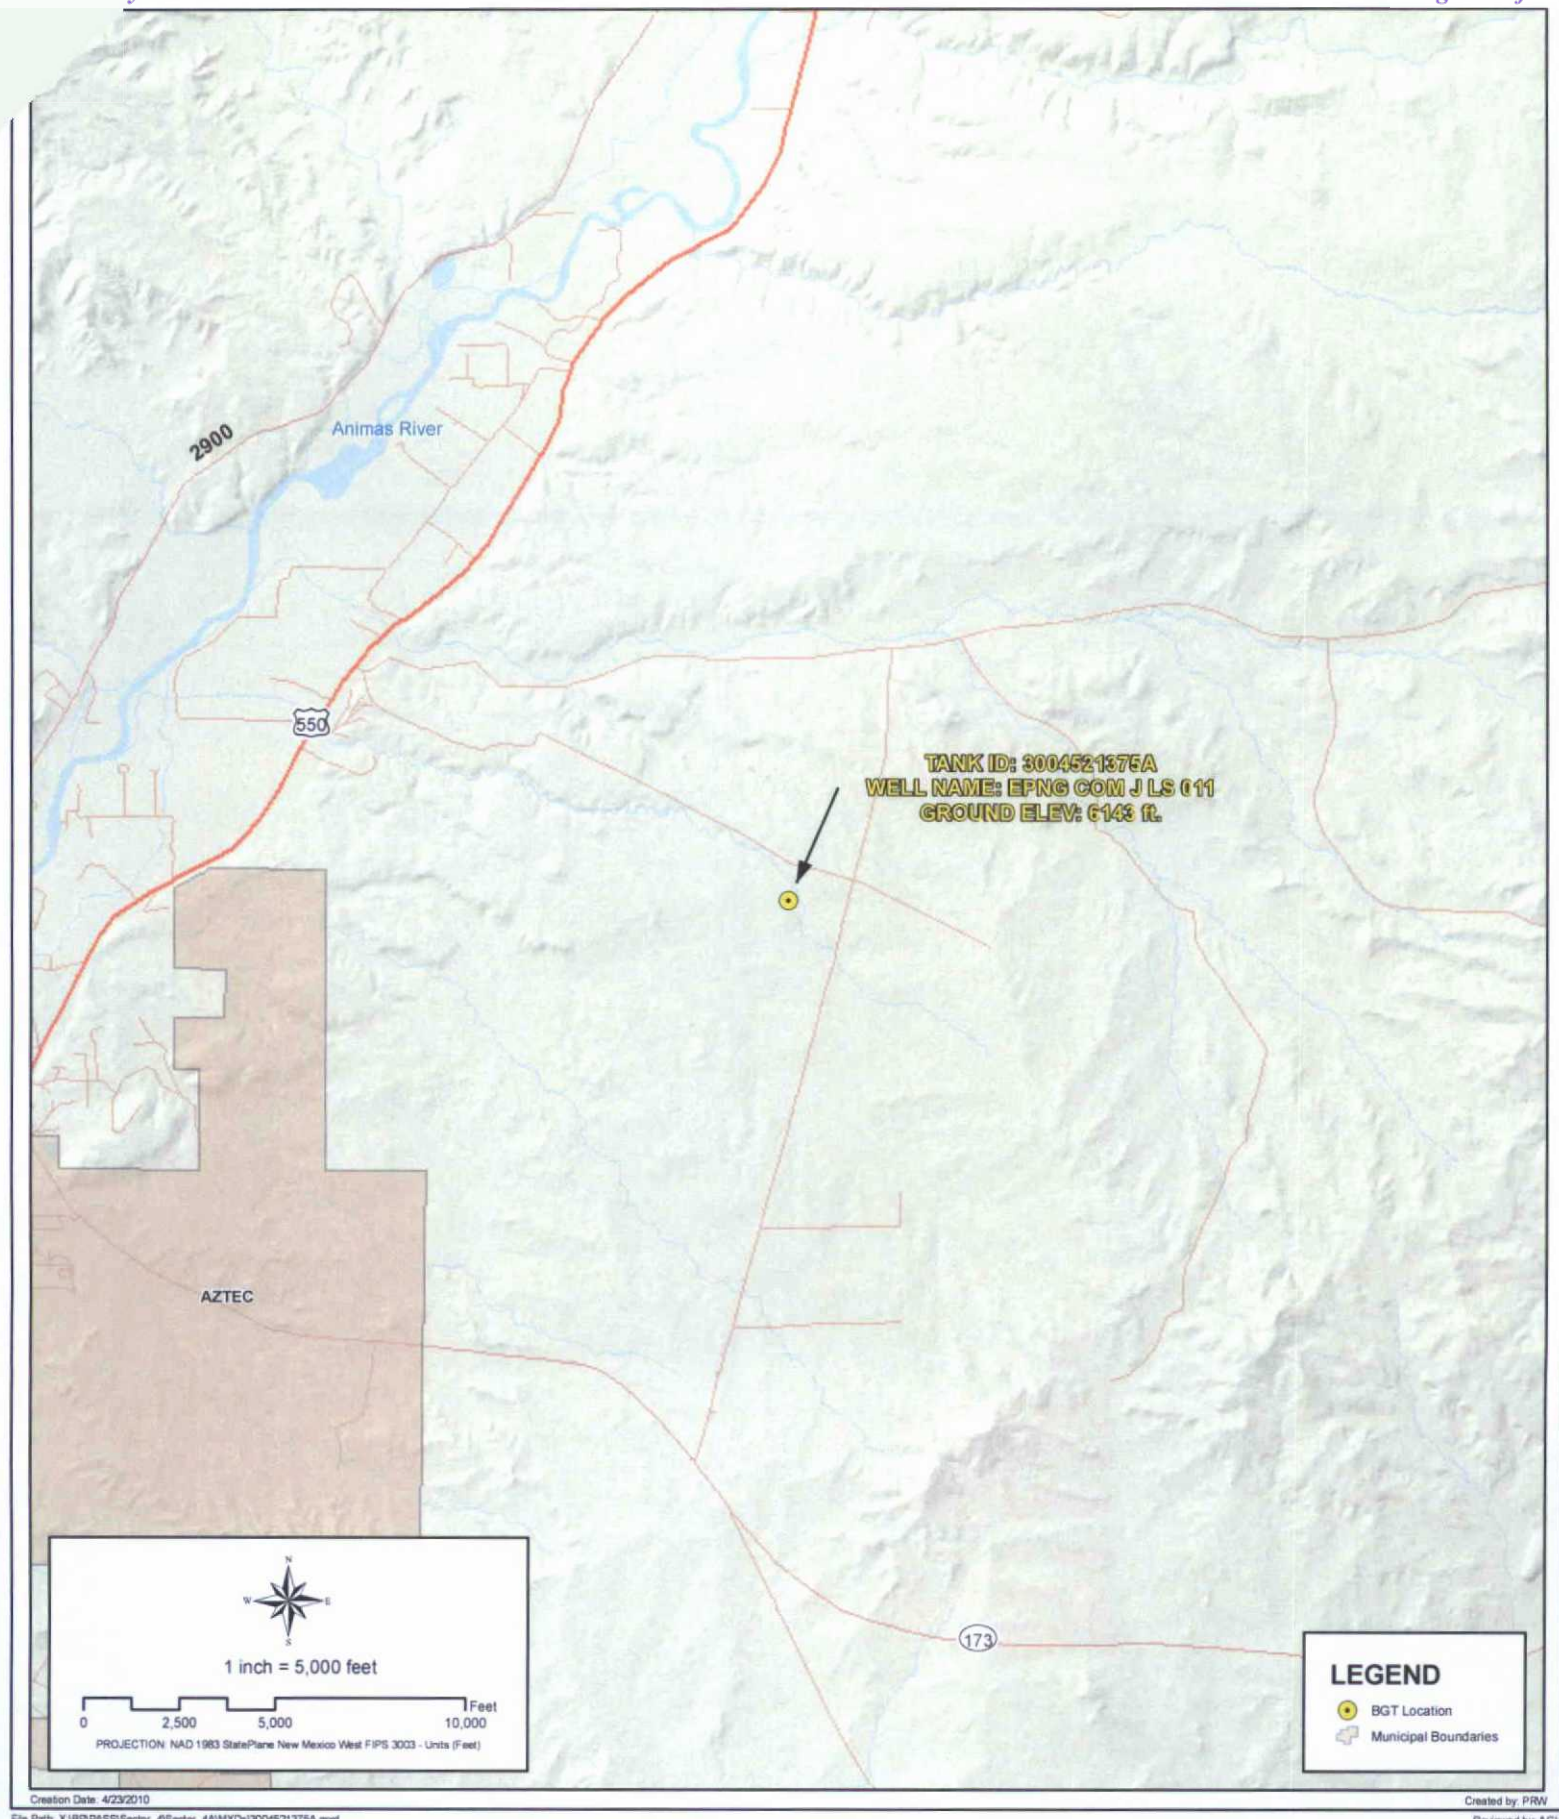 2900
Animas River
550
TANK ID: 3004521375A
WELL NAME: EPNG COM J LS 011
GROUND ELEV: 6143 ft.
AZTEC
173
N
W E
S
1 inch = 5,000 feet
Feet
0 2,500 5,000 10,000
PROJECTION: NAD 1983 StatePlane New Mexico West FIPS 3003 - Units (Feet)
LEGEND
BGT Location
Municipal Boundaries
Creation Date: 4/23/2010
Created by: PRW